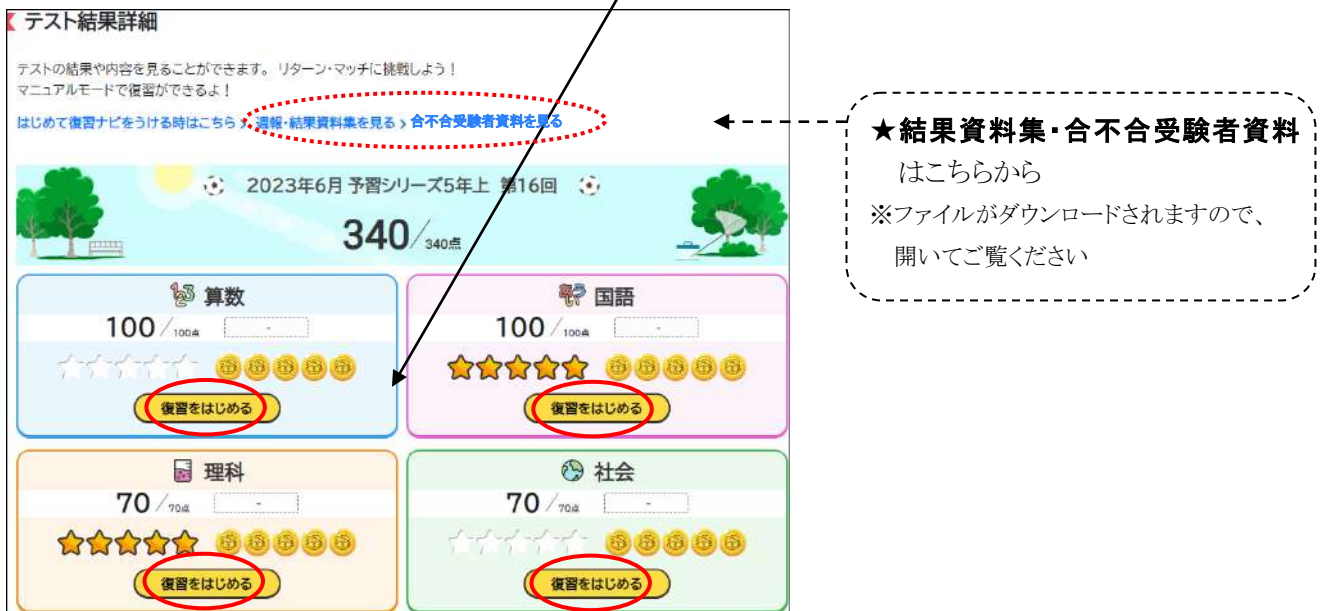 テスト結果詳細
テストの結果や内容を見ることができます。リターン・マッチに挑戦しよう！
マニュアルモードで復習ができるよ！
はじめて復習ナビをうける時はこちら > 週報・結果資料集を見る > 合不合受験者資料を見る
★結果資料集・合不合受験者資料
はこちらから
※ファイルがダウンロードされますので、
開いてご覧ください
2023年6月 予習シリーズ5年上 第16回
340/340点
算数
100/100点 -
復習をはじめる
国語
100/100点 -
復習をはじめる
理科
70/70点 -
復習をはじめる
社会
70/70点 -
復習をはじめる